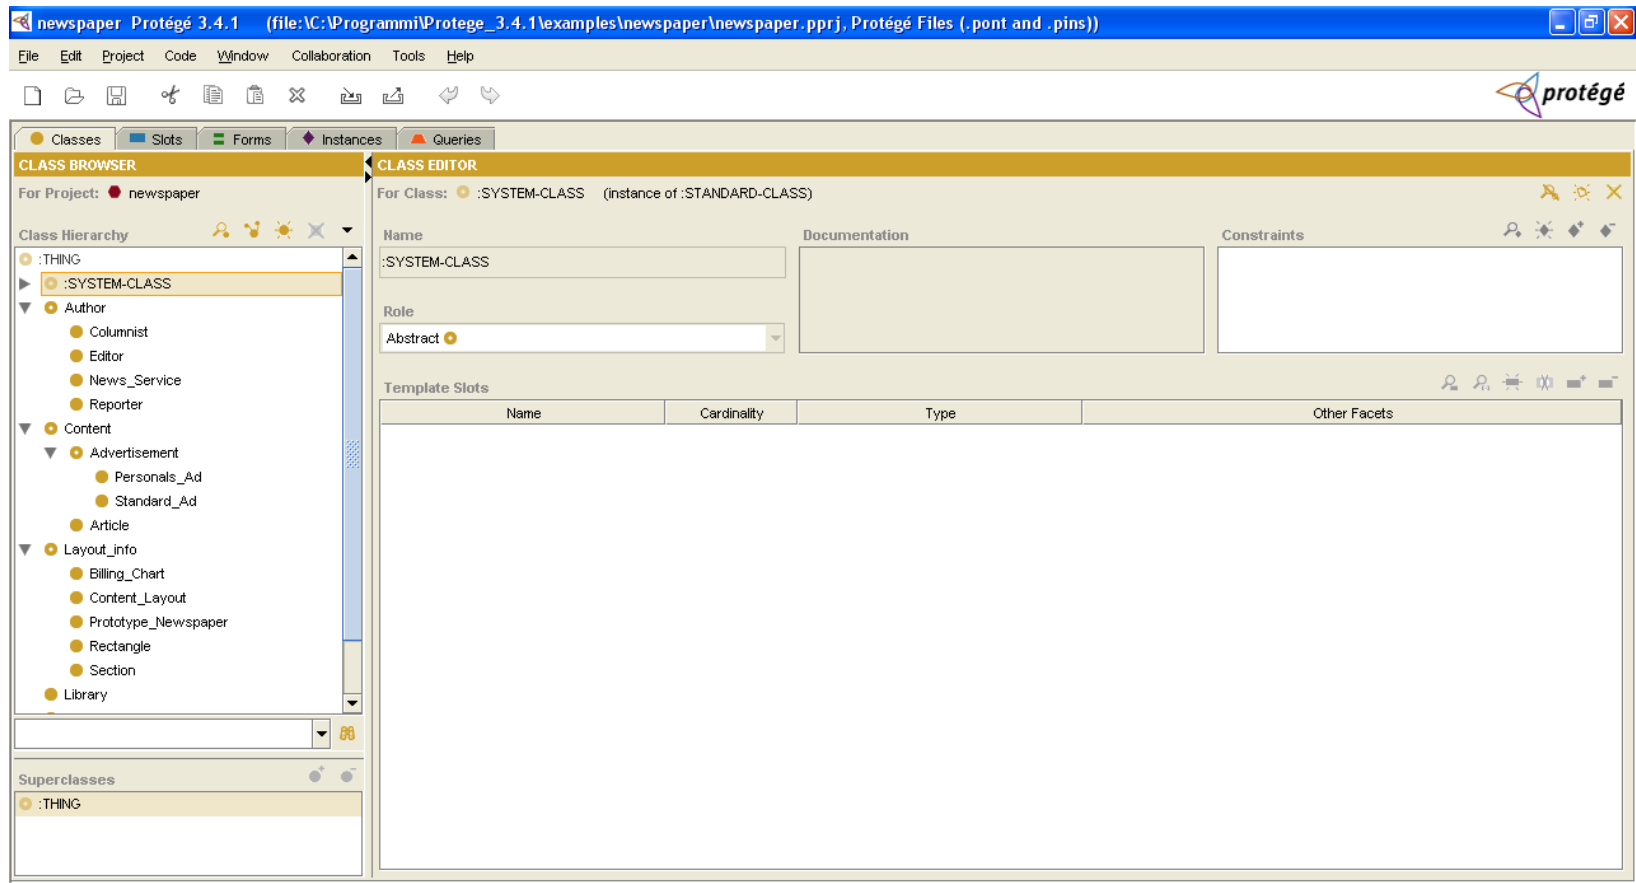 newspaper Protégé 3.4.1 (file:\C:\Programmi\Protege_3.4.1\examples\newspaper\newspaper.pprj, Protégé Files (.pont and .pins))
File Edit Project Code Window Collaboration Tools Help
protégé
Classes Slots Forms Instances Queries
CLASS BROWSER
For Project: newspaper
Class Hierarchy
:THING
:SYSTEM-CLASS
Author
Columnist
Editor
News_Service
Reporter
Content
Advertisement
Personals_Ad
Standard_Ad
Article
Layout_info
Billing_Chart
Content_Layout
Prototype_Newspaper
Rectangle
Section
Library
Superclasses
:THING
CLASS EDITOR
For Class: :SYSTEM-CLASS (instance of :STANDARD-CLASS)
Name
:SYSTEM-CLASS
Role
Abstract
Documentation
Constraints
Template Slots
Name Cardinality Type Other Facets